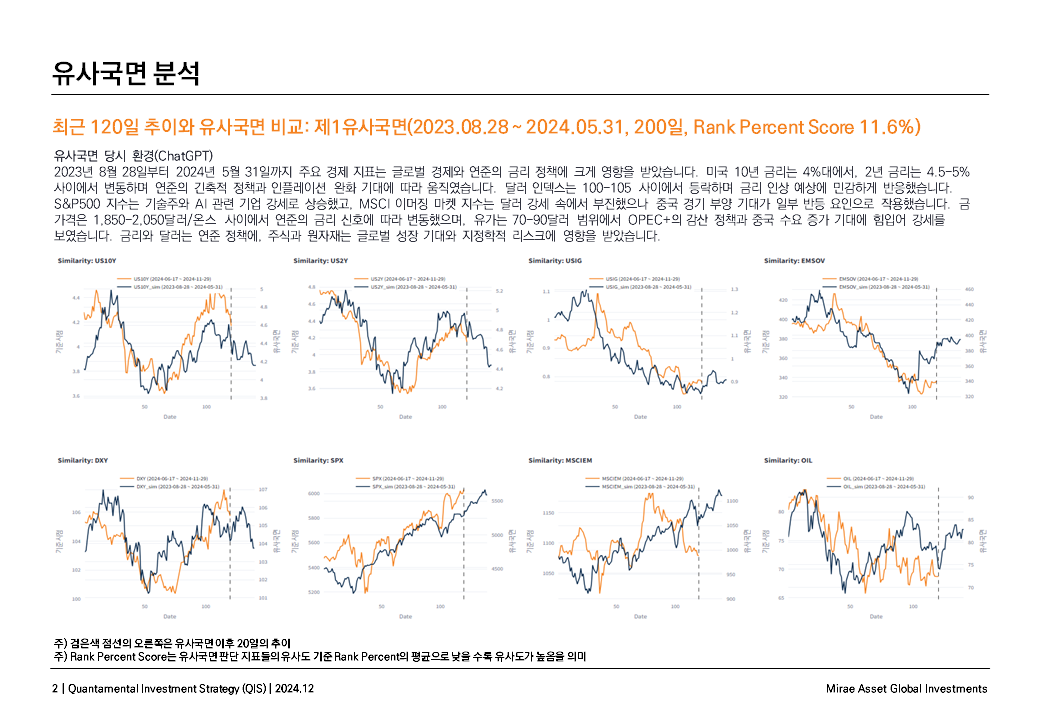 유사국면 분석
최근 120일 추이와 유사국면 비교: 제1유사국면(2023.08.28 ~ 2024.05.31, 200일, Rank Percent Score 11.6%)
유사국면 당시 환경(ChatGPT)
2023년 8월 28일부터 2024년 5월 31일까지 주요 경제 지표는 글로벌 경제와 연준의 금리 정책에 크게 영향을 받았습니다. 미국 10년 금리는 4%대에서, 2년 금리는 4.5-5%
사이에서 변동하며 연준의 긴축적 정책과 인플레이션 완화 기대에 따라 움직였습니다. 달러 인덱스는 100-105 사이에서 등락하며 금리 인상 예상에 민감하게 반응했습니다.
S&P500 지수는 기술주와 AI 관련 기업 강세로 상승했고, MSCI 이머징 마켓 지수는 달러 강세 속에서 부진했으나 중국 경기 부양 기대가 일부 반등 요인으로 작용했습니다. 금
가격은 1,850-2,050달러/온스 사이에서 연준의 금리 신호에 따라 변동했으며, 유가는 70-90달러 범위에서 OPEC+의 감산 정책과 중국 수요 증가 기대에 힘입어 강세를
보였습니다. 금리와 달러는 연준 정책에, 주식과 원자재는 글로벌 성장 기대와 지정학적 리스크에 영향을 받았습니다.
Similarity: US10Y
US10Y (2024-06-17 ~ 2024-11-29)
US10Y_sim (2023-08-28 ~ 2024-05-31)
4.4
4.2
4
3.8
3.6
5
4.8
4.6
4.4
4.2
4
3.8
기준시점
유사국면
50
100
Date
Similarity: US2Y
US2Y (2024-06-17 ~ 2024-11-29)
US2Y_sim (2023-08-28 ~ 2024-05-31)
4.8
4.6
4.4
4.2
4
3.8
3.6
5.2
5
4.8
4.6
4.4
4.2
기준시점
유사국면
50
100
Date
Similarity: USIG
USIG (2024-06-17 ~ 2024-11-29)
USIG_sim (2023-08-28 ~ 2024-05-31)
1.1
1
0.9
0.8
1.3
1.2
1.1
1
0.9
기준시점
유사국면
50
100
Date
Similarity: EMSOV
EMSOV (2024-06-17 ~ 2024-11-29)
EMSOV_sim (2023-08-28 ~ 2024-05-31)
420
400
380
360
340
320
460
440
420
400
380
360
340
320
기준시점
유사국면
50
100
Date
Similarity: DXY
DXY (2024-06-17 ~ 2024-11-29)
DXY_sim (2023-08-28 ~ 2024-05-31)
106
104
102
100
107
106
105
104
103
102
101
기준시점
유사국면
50
100
Date
Similarity: SPX
SPX (2024-06-17 ~ 2024-11-29)
SPX_sim (2023-08-28 ~ 2024-05-31)
6000
5800
5600
5400
5200
5500
5000
4500
기준시점
유사국면
50
100
Date
Similarity: MSCIEM
MSCIEM (2024-06-17 ~ 2024-11-29)
MSCIEM_sim (2023-08-28 ~ 2024-05-31)
1150
1100
1050
1100
1050
1000
950
900
기준시점
유사국면
50
100
Date
Similarity: OIL
OIL (2024-06-17 ~ 2024-11-29)
OIL_sim (2023-08-28 ~ 2024-05-31)
80
75
70
65
90
85
80
75
70
기준시점
유사국면
50
100
Date
주) 검은색 점선의 오른쪽은 유사국면 이후 20일의 추이
주) Rank Percent Score는 유사국면 판단 지표들의 유사도 기준 Rank Percent의 평균으로 낮을 수록 유사도가 높음을 의미
2 | Quantamental Investment Strategy (QIS) | 2024.12
Mirae Asset Global Investments